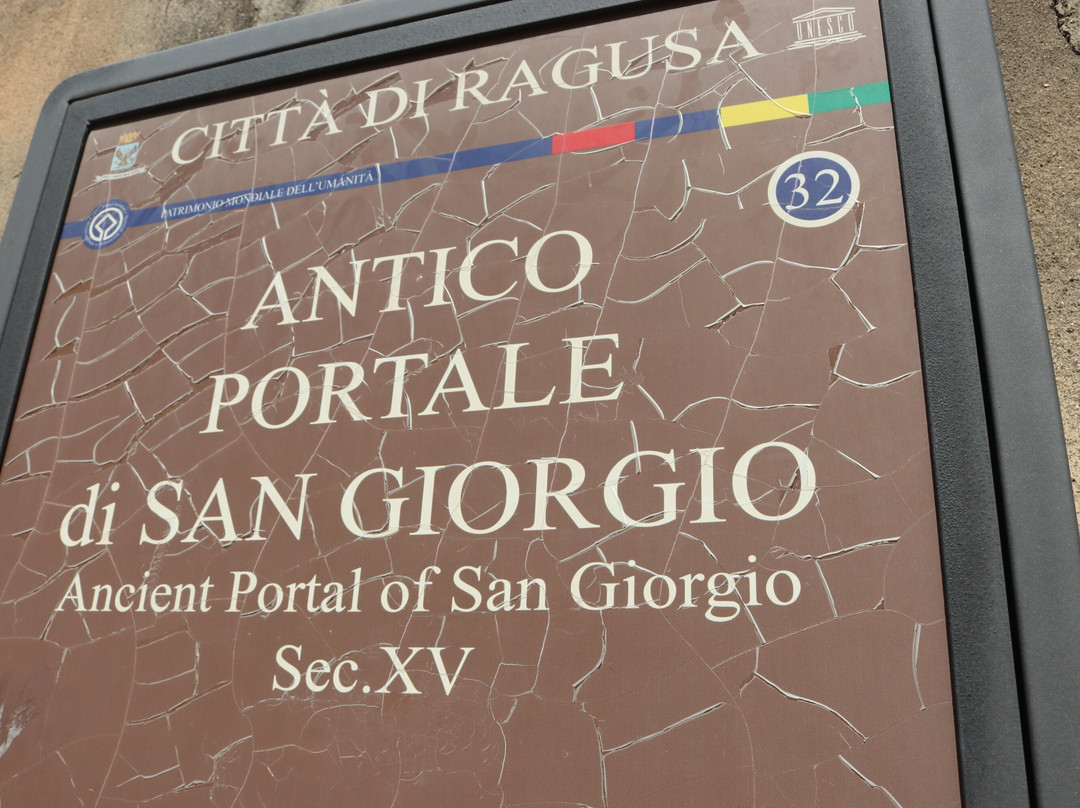 CITTÀ DI RAGUSA
UNESCO
PATRIMONIO MONDIALE DELL'UMANITÀ
32
ANTICO
PORTALE
di SAN GIORGIO
Ancient Portal of San Giorgio
Sec.XV